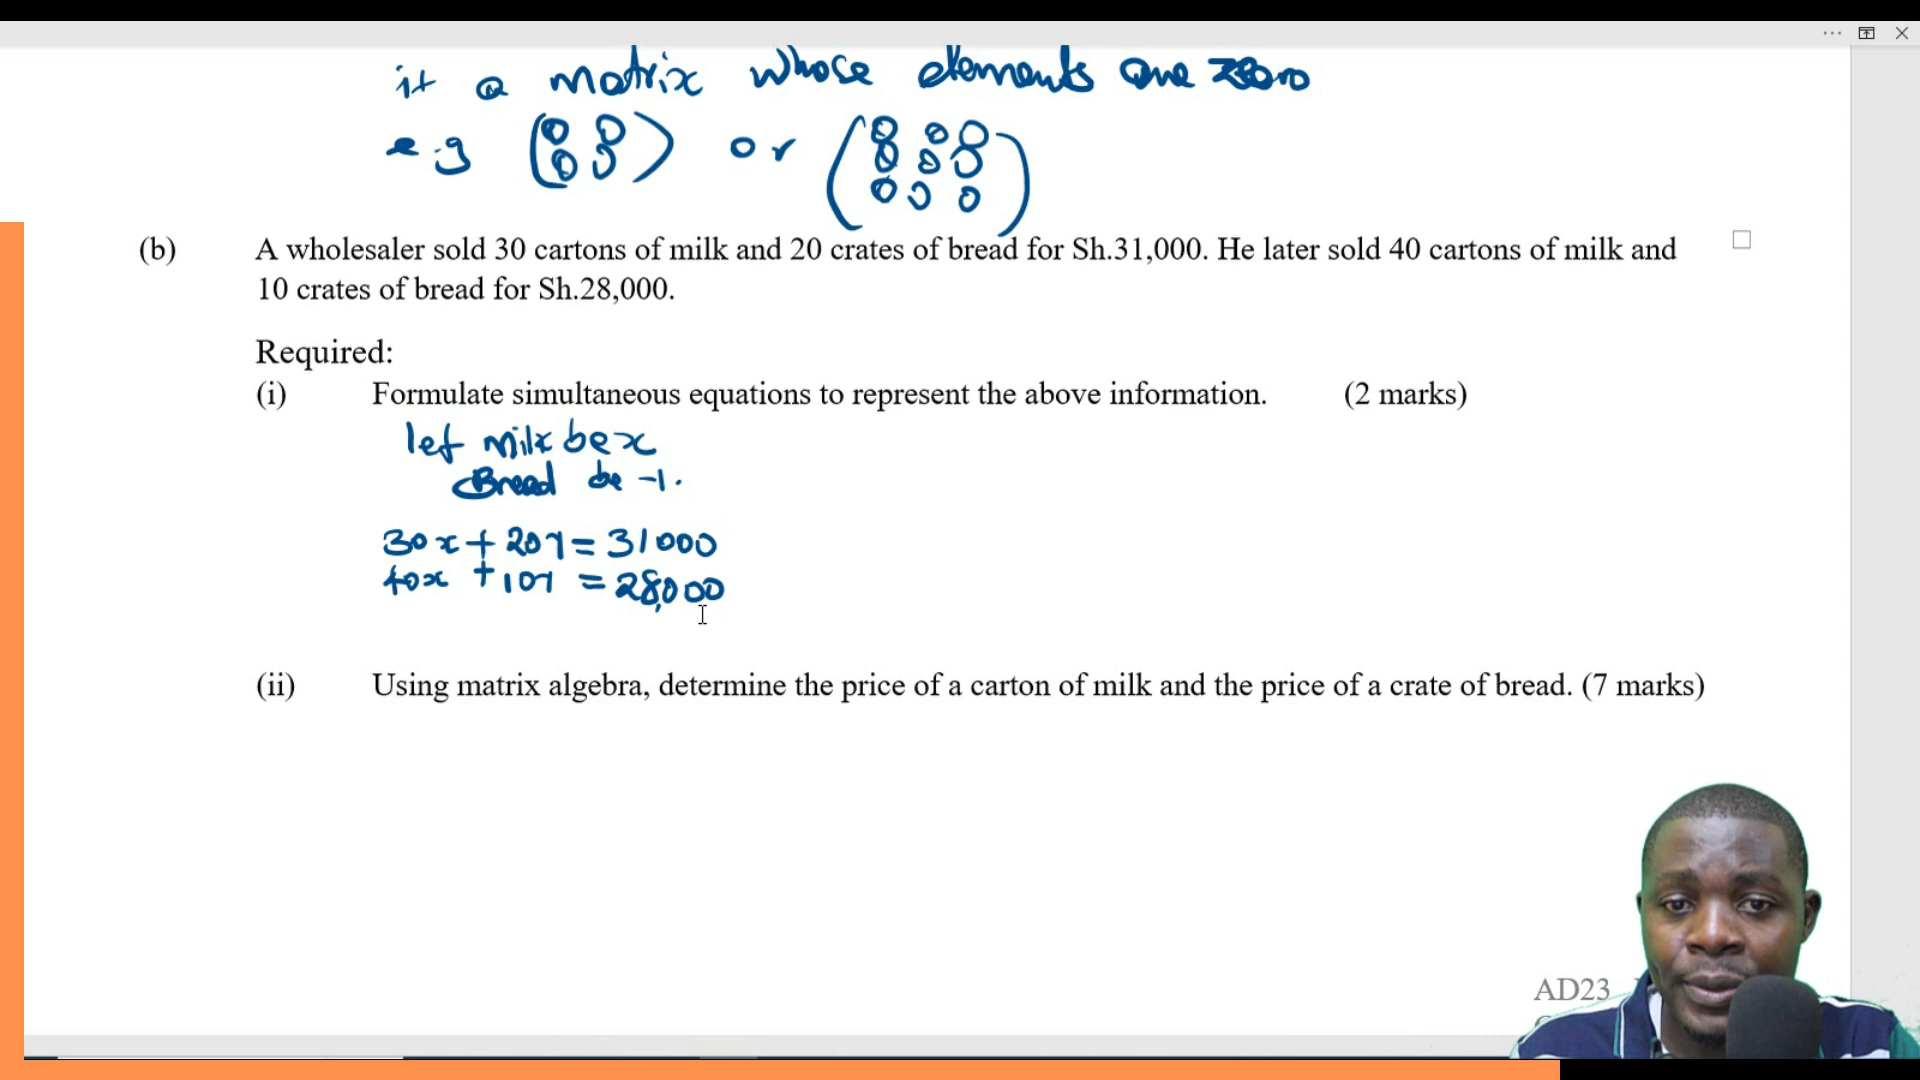 it a matrix whose elements are zero
e.g (0 0 0 0) or (0 0 0 0 0 0 0 0 0)
(b) A wholesaler sold 30 cartons of milk and 20 crates of bread for Sh.31,000. He later sold 40 cartons of milk and
10 crates of bread for Sh.28,000.
Required:
(i) Formulate simultaneous equations to represent the above information. (2 marks)
let milk be x
Bread be y.
30x + 20y = 31000
40x + 10y = 28,000
(ii) Using matrix algebra, determine the price of a carton of milk and the price of a crate of bread. (7 marks)
AD23